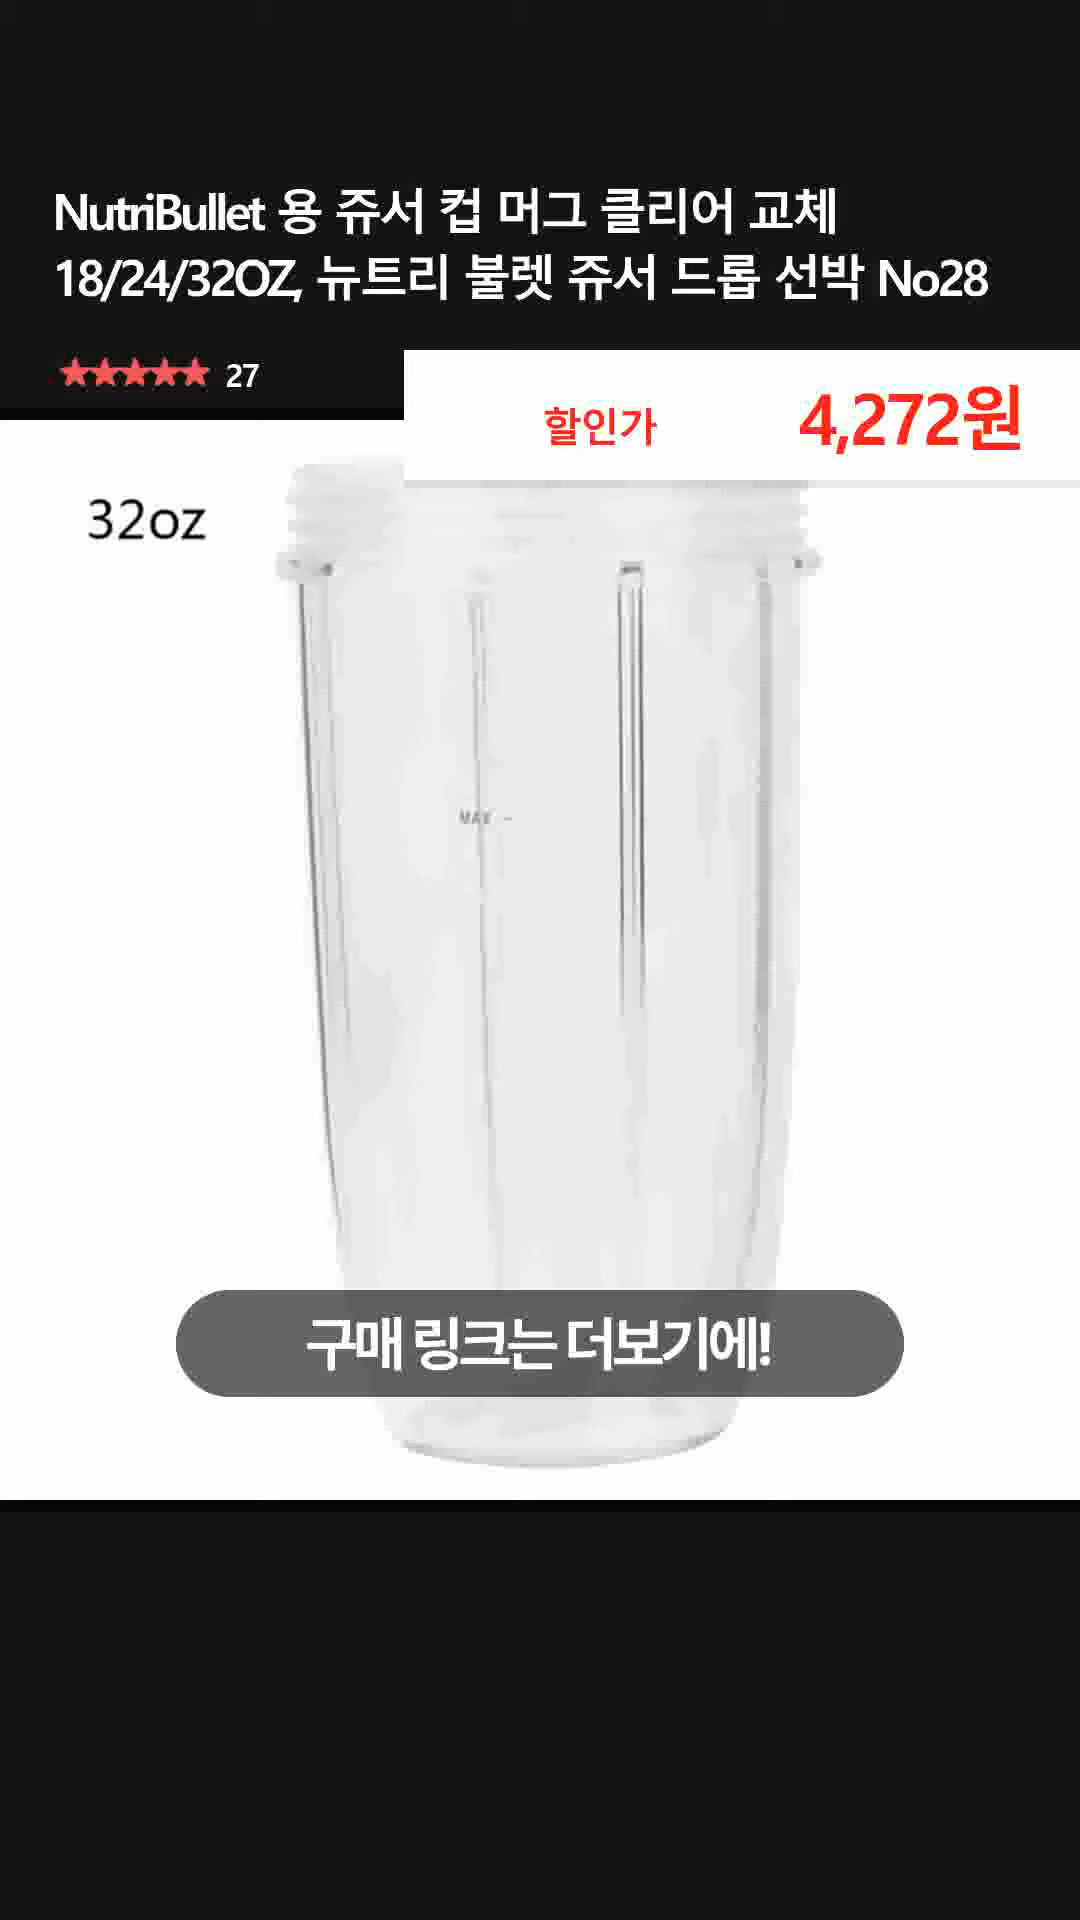 NutriBullet 용 쥬서 컵 머그 클리어 교체
18/24/32OZ, 뉴트리 불렛 쥬서 드롭 선박 No28
★★★★★ 27
할인가 4,272원
32oz
MAX -
구매 링크는 더보기에!